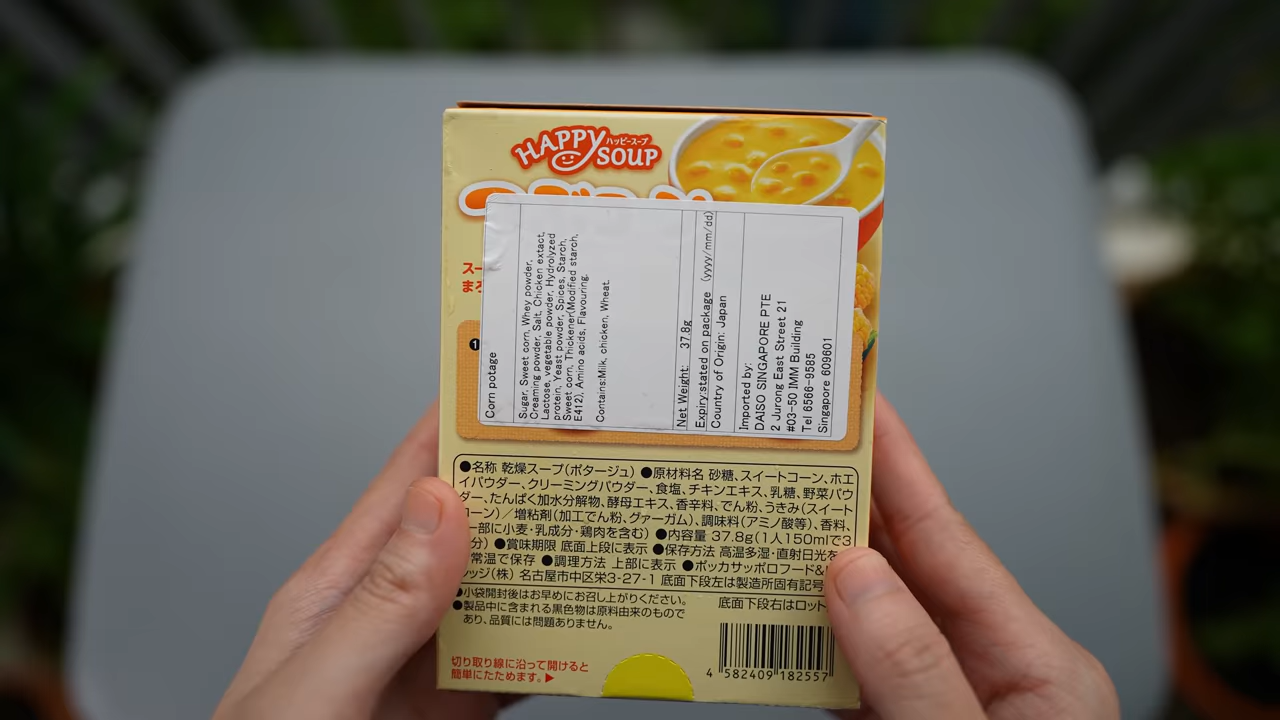 HAPPY SOUP
ハッピースープ
Corn potage
Sugar, Sweet corn, Whey powder,
Creaming powder, Salt, Chicken extact,
Lactose, vegetable powder, Hydrolyzed
protein, Yeast powder, Spices, Starch,
Sweet corn, Thickener(Modified starch,
E412), Amino acids, Flavouring.
Contains:Milk, chicken, Wheat.
Net Weight: 37.8g
Expiry:stated on package (yyyy/mm/dd)
Country of Origin: Japan
Imported by:
DAISO SINGAPORE PTE
2 Jurong East Street 21
#03-50 IMM Building
Tel 6566-9585
Singapore 609601
●名称 乾燥スープ(ポタージュ) ●原材料名 砂糖、スイートコーン、ホエ
イパウダー、クリーミングパウダー、食塩、チキンエキス、乳糖、野菜パウ
ダー、たんぱく加水分解物、酵母エキス、香辛料、でん粉、うきみ(スイート
コーン)／増粘剤(加工でん粉、グァーガム)、調味料(アミノ酸等)、香料、
一部に小麦・乳成分・鶏肉を含む) ●内容量 37.8g(1人150mlで3
分) ●賞味期限 底面上段に表示 ●保存方法 高温多湿・直射日光を
常温で保存 ●調理方法 上部に表示 ●ポッカサッポロフード&
レッジ(株) 名古屋市中区栄3-27-1 底面下段左は製造所固有記号
底面下段右はロット
●小袋開封後はお早めにお召し上がりください。
●製品中に含まれる黒色物は原料由来のもので
あり、品質には問題ありません。
切り取り線に沿って開けると
簡単にたためます。▶
4 582409 182557